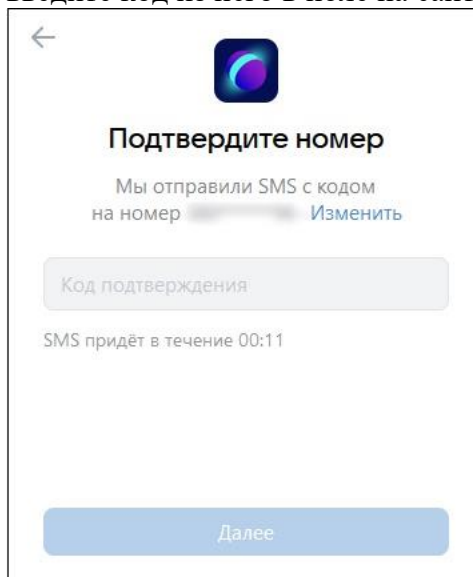 Подтвердите номер
Мы отправили SMS с кодом
на номер Изменить
Код подтверждения
SMS придёт в течение 00:11
Далее